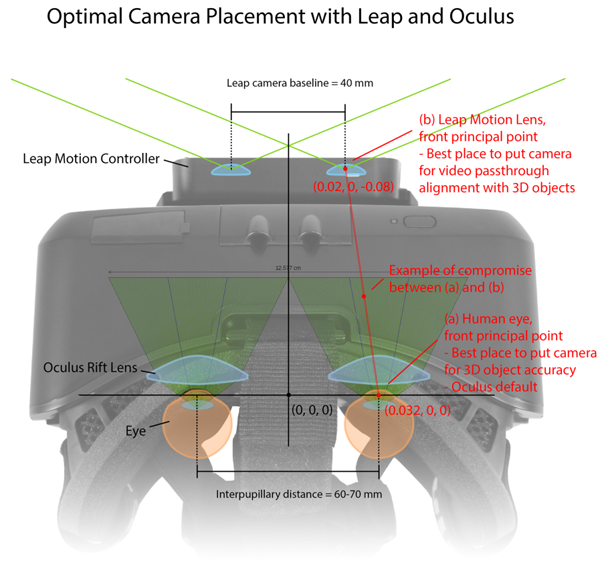 Optimal Camera Placement with Leap and Oculus
Leap camera baseline = 40 mm
(b) Leap Motion Lens,
front principal point
- Best place to put camera
for video passthrough
alignment with 3D objects
Leap Motion Controller
(0.02, 0, -0.08)
Example of compromise
between (a) and (b)
(a) Human eye,
front principal point
- Best place to put camera
for 3D object accuracy
- Oculus default
Oculus Rift Lens
(0, 0, 0)
(0.032, 0, 0)
Eye
Interpupillary distance = 60-70 mm